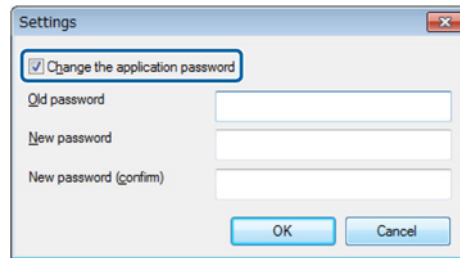 Settings
Change the application password
Old password
New password
New password (confirm)
OK
Cancel